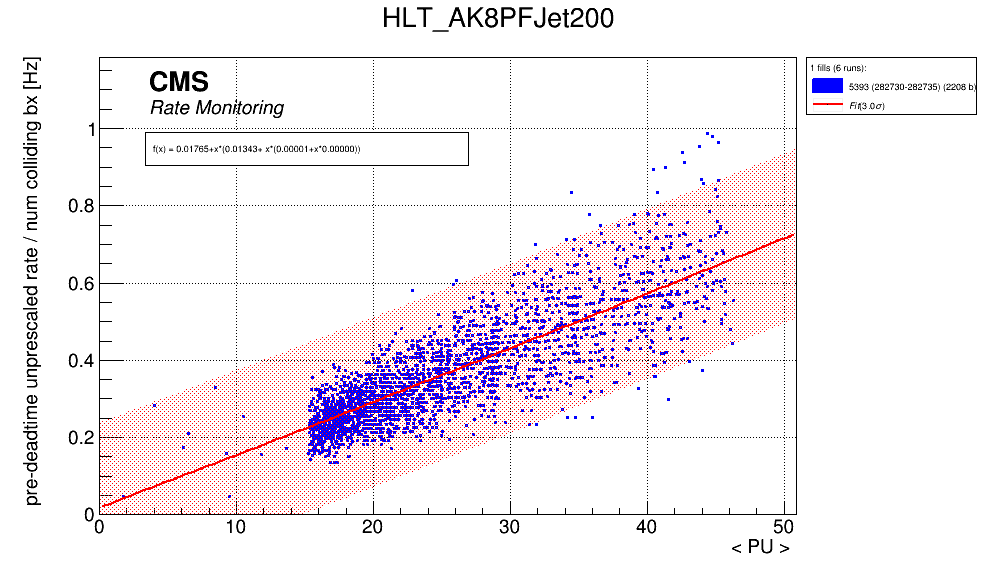 HLT_AK8PFJet200
pre-deadtime unprescaled rate / num colliding bx [Hz]
CMS
Rate Monitoring
f(x) = 0.01765+x*(0.01343+ x*(0.00001+x*0.00000))
1 fills (6 runs):
5393 (282730-282735) (2208 b)
Fit(3.0σ)
1
0.8
0.6
0.4
0.2
0
0 10 20 30 40 50
< PU >